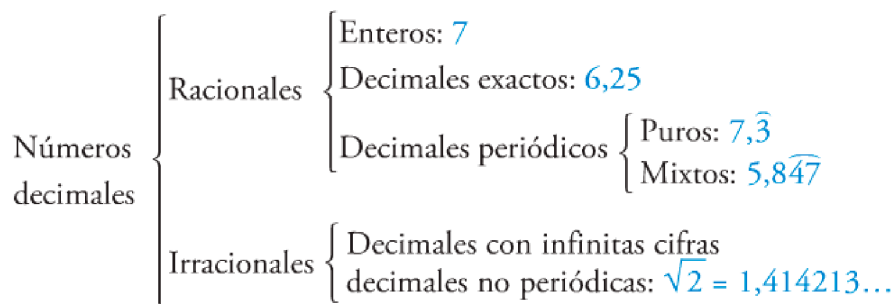 Números
decimales
Racionales
Enteros: 7
Decimales exactos: 6,25
Decimales periódicos
Puros: 7,3̑
Mixtos: 5,84͡7
Irracionales
Decimales con infinitas cifras
decimales no periódicas: √2 = 1,414213…